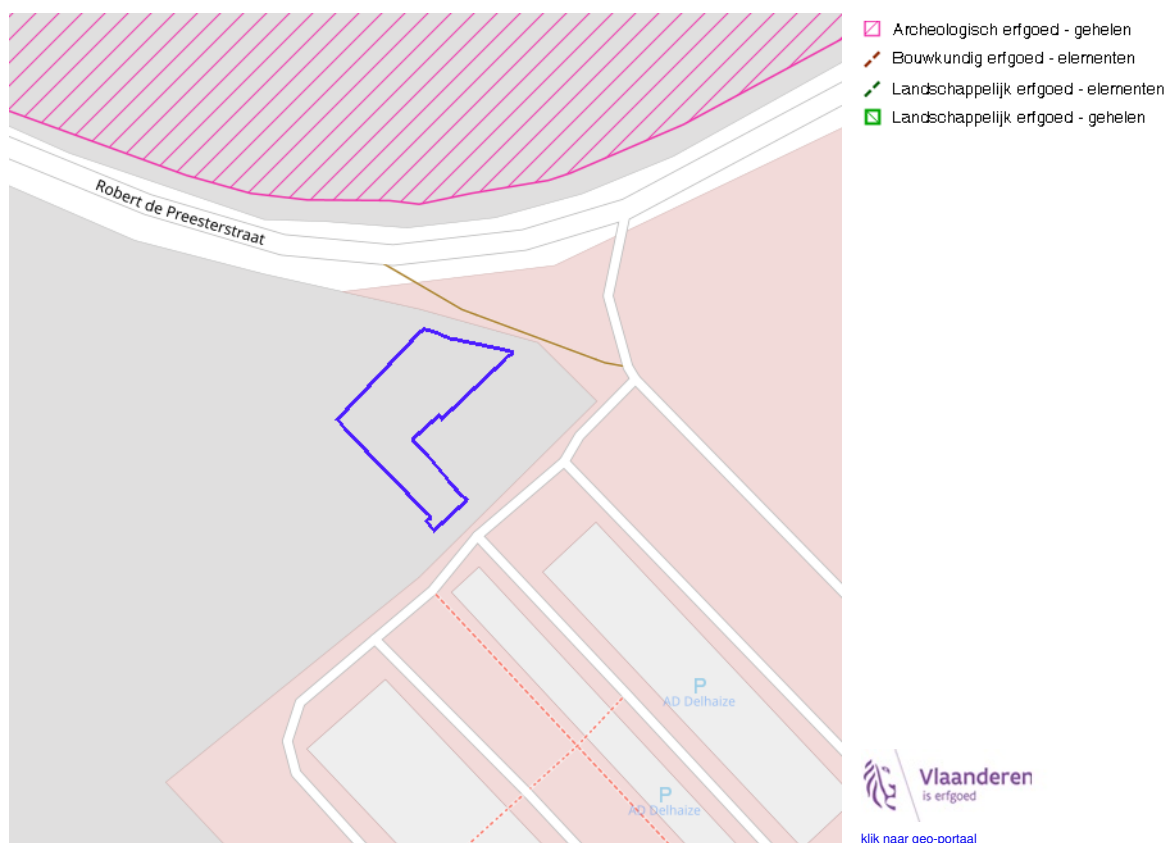 Archeologisch erfgoed - gehelen
Bouwkundig erfgoed - elementen
Landschappelijk erfgoed - elementen
Landschappelijk erfgoed - gehelen
Robert de Preesterstraat
P
AD Delhaize
P
AD Delhaize
Vlaanderen
is erfgoed
klik naar geo-portaal